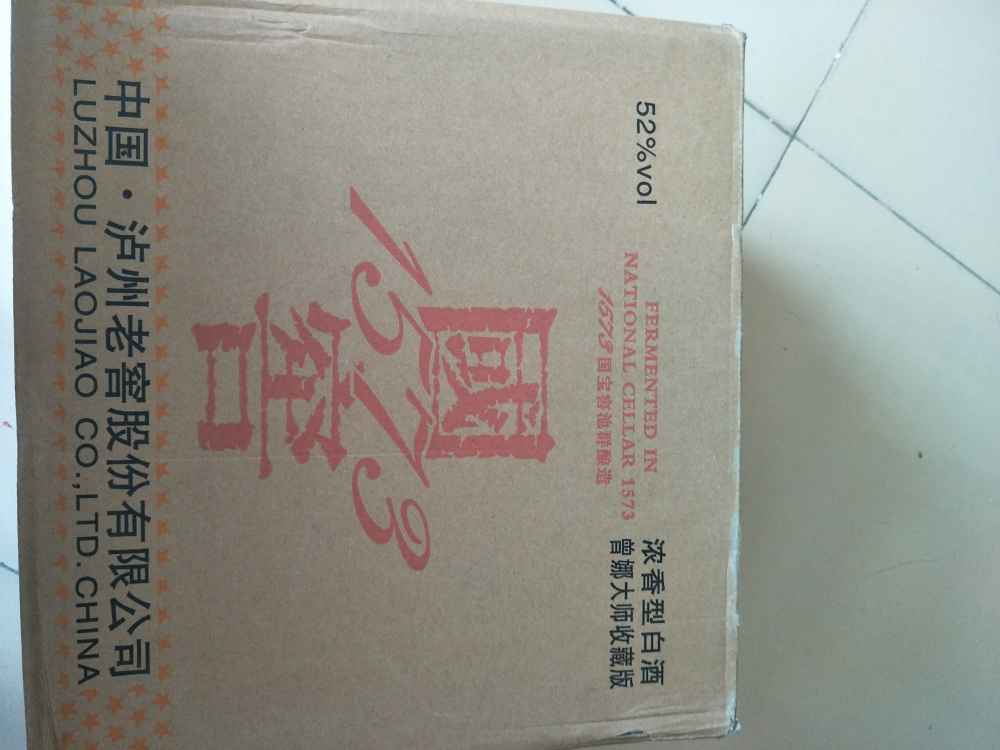 52%vol
FERMENTED IN
NATIONAL CELLAR 1573
1573国宝窖池群酿造
浓香型白酒
曾娜大师收藏版
國窖
1573
中国·泸州老窖股份有限公司
LUZHOU LAOJIAO CO.,LTD.CHINA